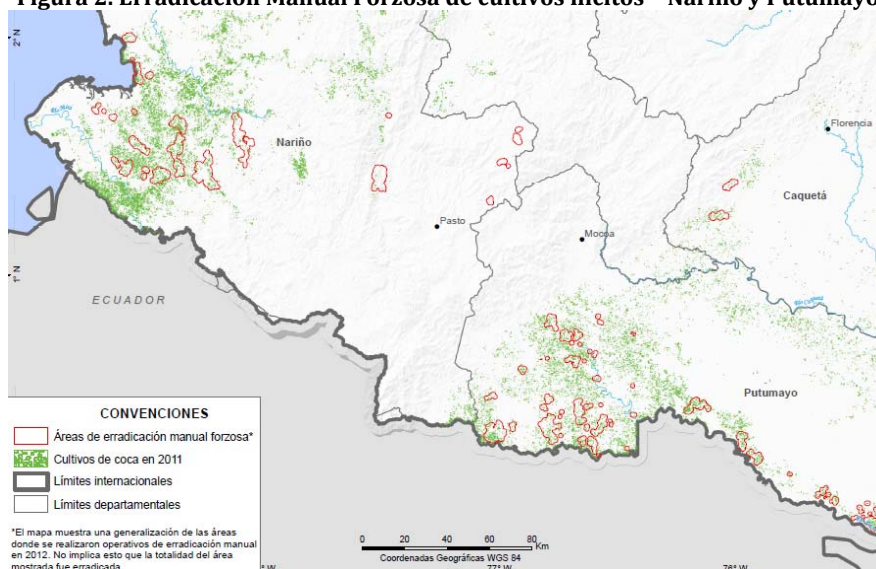 Figura 2. Erradicación Manual Forzosa de cultivos ilícitos – Nariño y Putumayo
2° N
Nariño
Florencia
Caquetá
Pasto
Mocoa
1° N
ECUADOR
Putumayo
CONVENCIONES
Áreas de erradicación manual forzosa*
Cultivos de coca en 2011
Límites internacionales
Límites departamentales
*El mapa muestra una generalización de las áreas
donde se realizaron operativos de erradicación manual
en 2012. No implica esto que la totalidad del área
mostrada fue erradicada.
0 20 40 60 80
Km
Coordenadas Geográficas WGS 84
° W
77° W
76° W